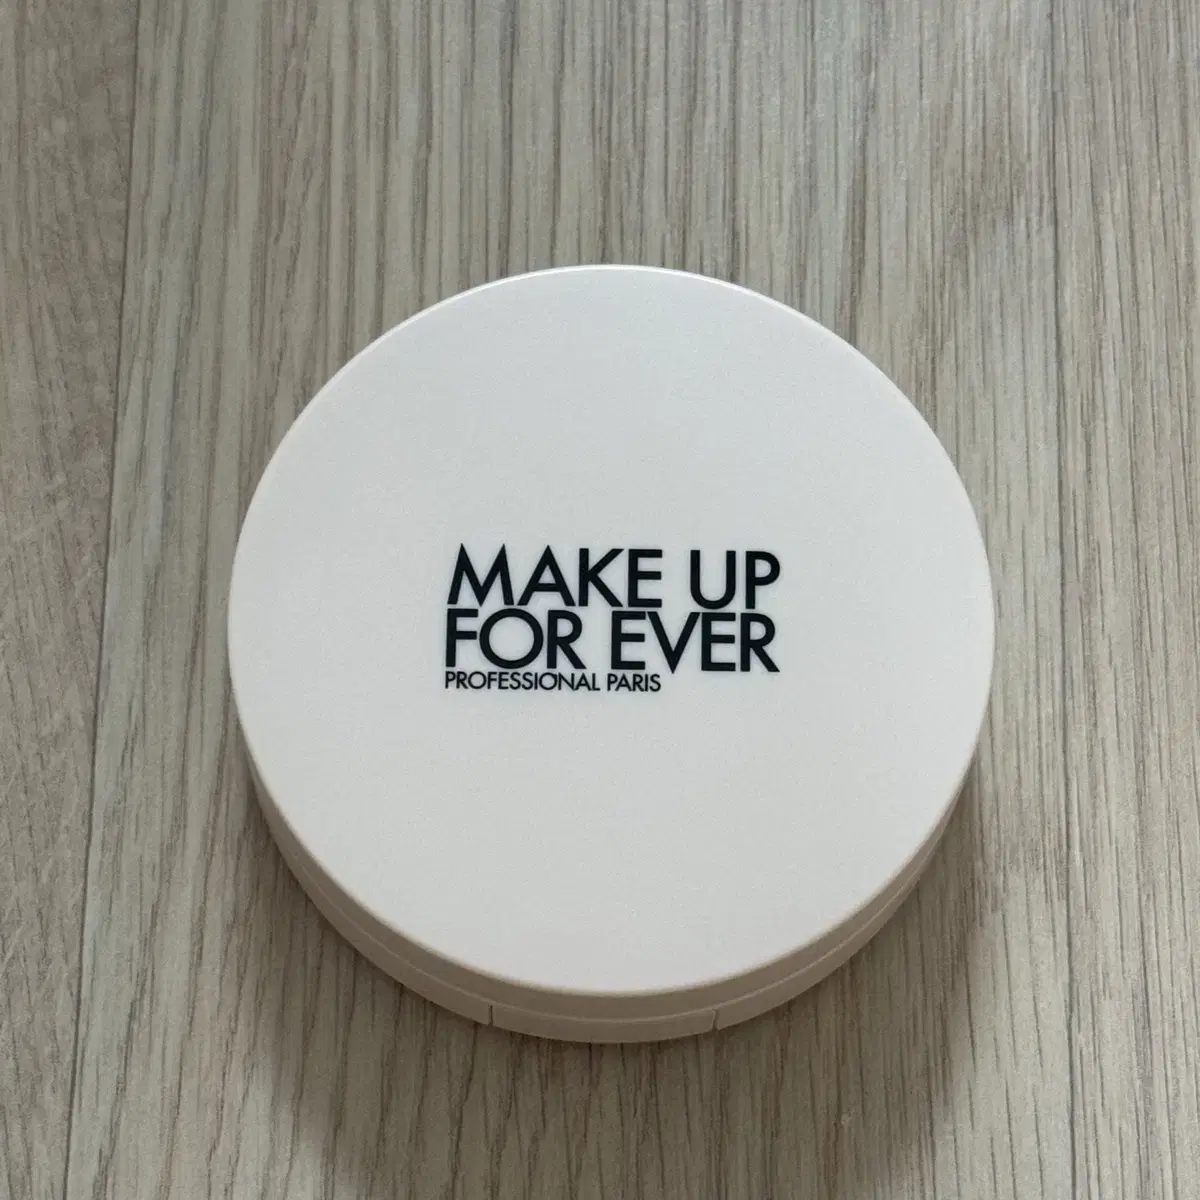 MAKE UP
FOR EVER
PROFESSIONAL PARIS